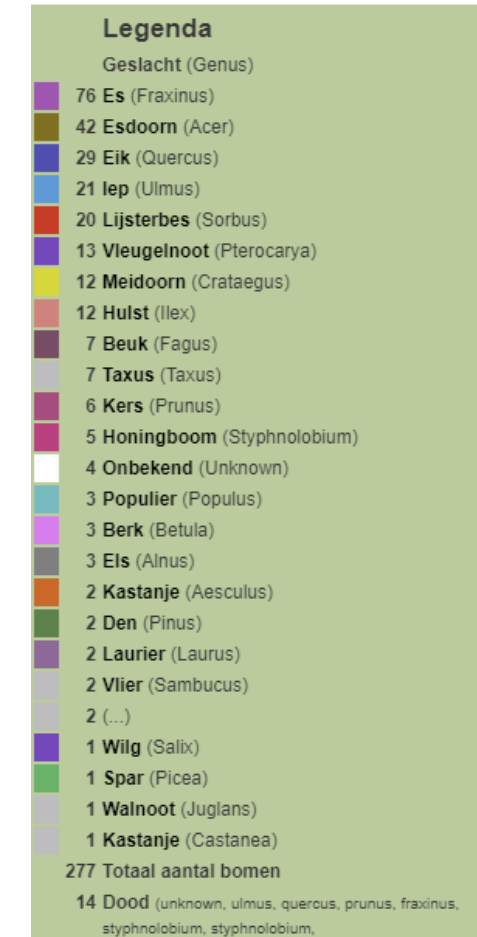 Legenda
Geslacht (Genus)
76 Es (Fraxinus)
42 Esdoorn (Acer)
29 Eik (Quercus)
21 Iep (Ulmus)
20 Lijsterbes (Sorbus)
13 Vleugelnoot (Pterocarya)
12 Meidoorn (Crataegus)
12 Hulst (Ilex)
7 Beuk (Fagus)
7 Taxus (Taxus)
6 Kers (Prunus)
5 Honingboom (Styphnolobium)
4 Onbekend (Unknown)
3 Populier (Populus)
3 Berk (Betula)
3 Els (Alnus)
2 Kastanje (Aesculus)
2 Den (Pinus)
2 Laurier (Laurus)
2 Vlier (Sambucus)
2 (...)
1 Wilg (Salix)
1 Spar (Picea)
1 Walnoot (Juglans)
1 Kastanje (Castanea)
277 Totaal aantal bomen
14 Dood (unknown, ulmus, quercus, prunus, fraxinus,
styphnolobium, styphnolobium,